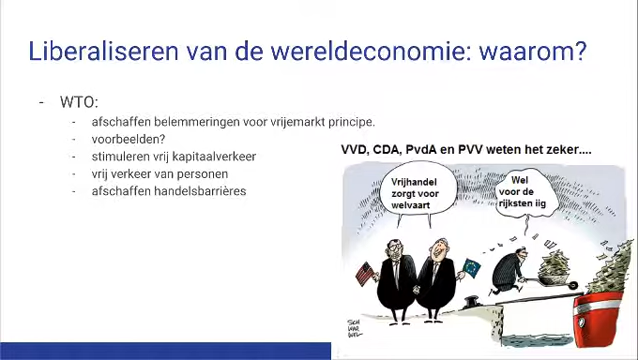 Liberaliseren van de wereldeconomie: waarom?
- WTO:
- afschaffen belemmeringen voor vrijemarkt principe.
- voorbeelden?
- stimuleren vrij kapitaalverkeer
- vrij verkeer van personen
- afschaffen handelsbarrières
VVD, CDA, PvdA en PVV weten het zeker....
Vrijhandel
zorgt voor
welvaart
Wel
voor de
rijksten iig